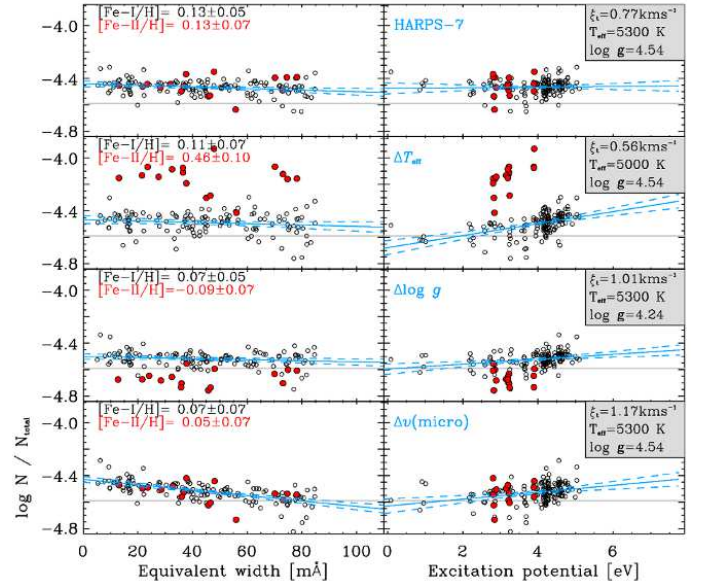 [Fe-I/H]= 0.13±0.05
[Fe-II/H]= 0.13±0.07
HARPS-7
ξt=0.77kms⁻¹
Teff=5300 K
log g=4.54
-4.0
-4.4
-4.8
[Fe-I/H]= 0.11±0.07
[Fe-II/H]= 0.46±0.10
ΔTeff
ξt=0.56kms⁻¹
Teff=5000 K
log g=4.54
-4.0
-4.4
-4.8
[Fe-I/H]= 0.07±0.05
[Fe-II/H]=-0.09±0.07
Δlog g
ξt=1.01kms⁻¹
Teff=5300 K
log g=4.24
-4.0
-4.4
-4.8
[Fe-I/H]= 0.07±0.07
[Fe-II/H]= 0.05±0.07
Δv(micro)
ξt=1.17kms⁻¹
Teff=5300 K
log g=4.54
-4.0
-4.4
-4.8
log N / Ntotal
0 20 40 60 80 100 0 2 4 6
Equivalent width [mÅ]
Excitation potential [eV]